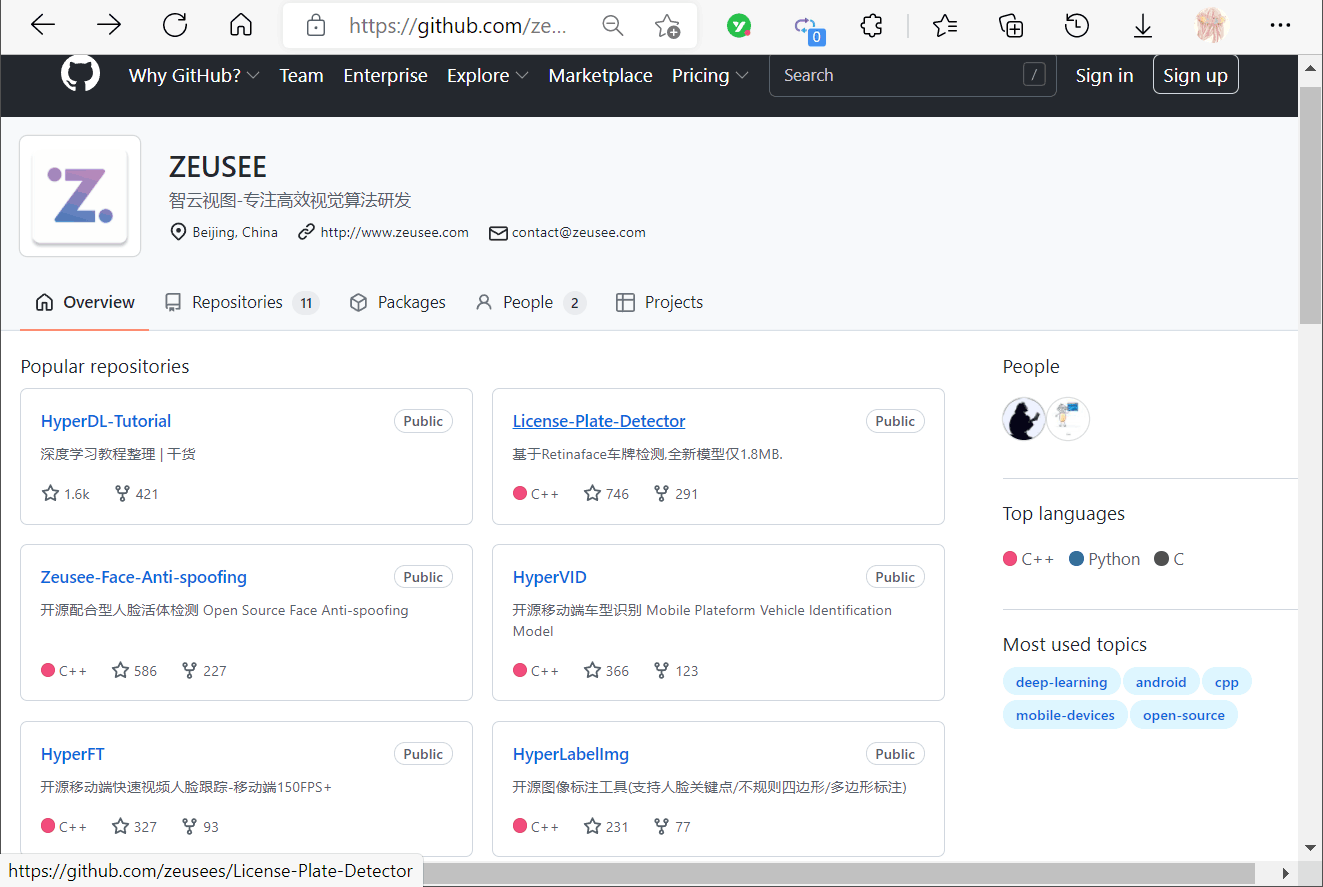 https://github.com/ze...
0
Why GitHub? Team Enterprise Explore Marketplace Pricing Search / Sign in Sign up
Z
ZEUSEE
智云视图-专注高效视觉算法研发
Beijing, China http://www.zeusee.com contact@zeusee.com
Overview Repositories 11 Packages People 2 Projects
Popular repositories
HyperDL-Tutorial Public
深度学习教程整理 | 干货
1.6k 421
License-Plate-Detector Public
基于Retinaface车牌检测,全新模型仅1.8MB.
C++ 746 291
Zeusee-Face-Anti-spoofing Public
开源配合型人脸活体检测 Open Source Face Anti-spoofing
C++ 586 227
HyperVID Public
开源移动端车型识别 Mobile Plateform Vehicle Identification
Model
C++ 366 123
HyperFT Public
开源移动端快速视频人脸跟踪-移动端150FPS+
C++ 327 93
HyperLabelImg Public
开源图像标注工具(支持人脸关键点/不规则四边形/多边形标注)
C++ 231 77
People
Top languages
C++ Python C
Most used topics
deep-learning android cpp
mobile-devices open-source
https://github.com/zeusees/License-Plate-Detector